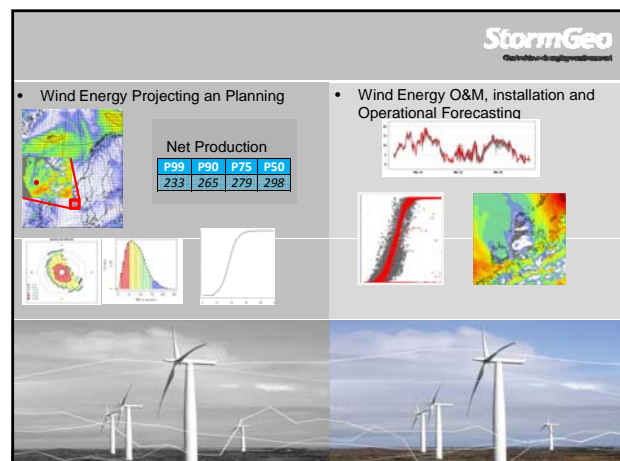 StormGeo
• Wind Energy Projecting an Planning
Net Production
P99 P90 P75 P50
233 265 279 298
• Wind Energy O&M, installation and
Operational Forecasting